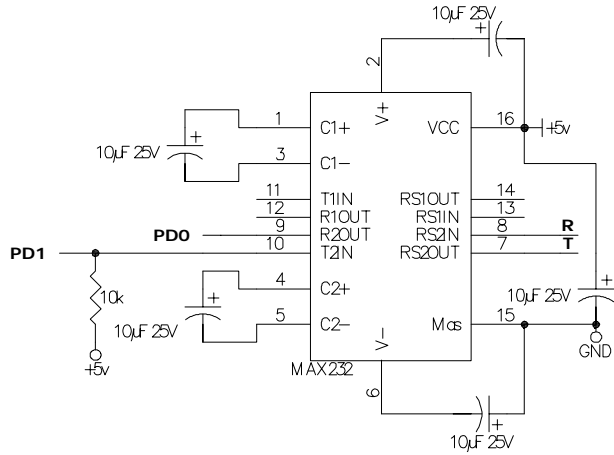 10µF 25V
+
2
V+
1
C1+
VCC
16
+5v
+
10µF 25V
3
C1-
11
T1IN
RS1OUT
14
12
R1OUT
RS1IN
13
PD0
9
R2OUT
RS2IN
8
R
PD1
10
T2IN
RS2OUT
7
T
4
C2+
+
10k
10µF 25V
+
10µF 25V
5
C2-
Mas
15
GND
V-
+5v
MAX232
6
+
10µF 25V